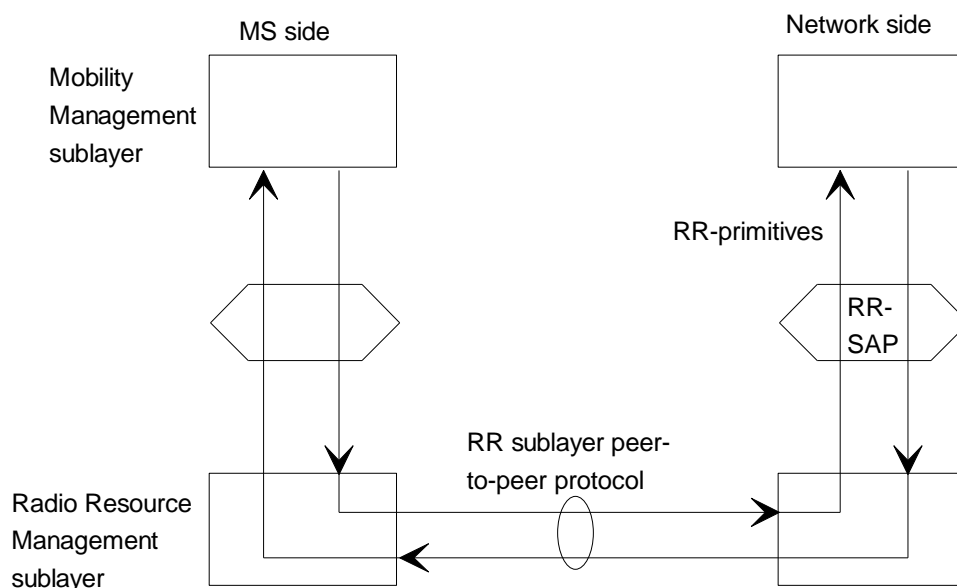 MS side
Network side
Mobility
Management
sublayer
RR-primitives
RR-
SAP
RR sublayer peer-
to-peer protocol
Radio Resource
Management
sublayer